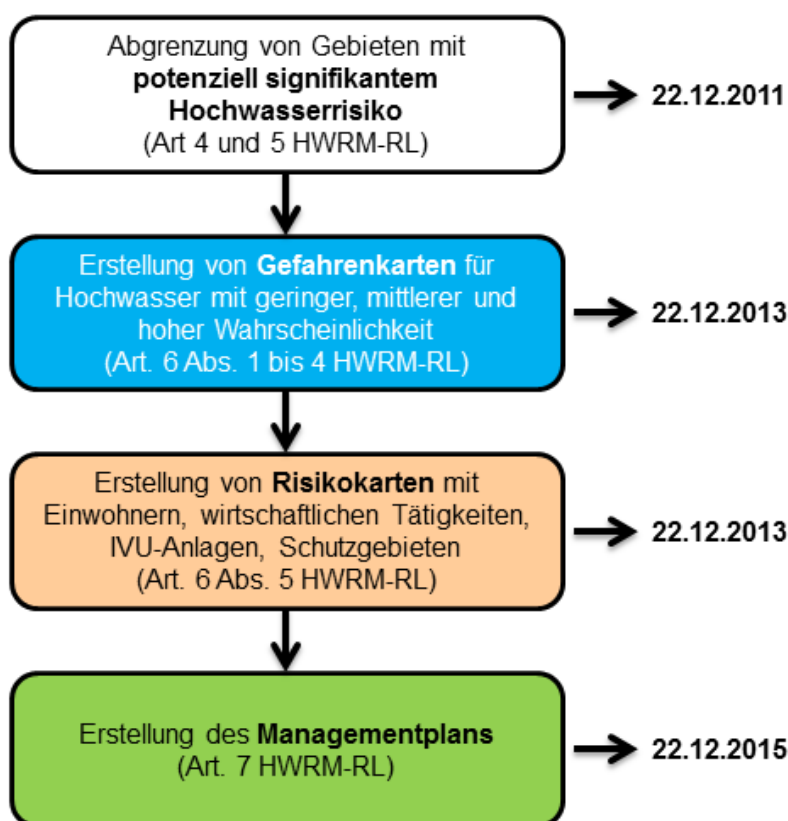 Abgrenzung von Gebieten mit
potenziell signifikantem
Hochwasserrisiko
(Art 4 und 5 HWRM-RL)
22.12.2011
Erstellung von Gefahrenkarten für
Hochwasser mit geringer, mittlerer und
hoher Wahrscheinlichkeit
(Art. 6 Abs. 1 bis 4 HWRM-RL)
22.12.2013
Erstellung von Risikokarten mit
Einwohnern, wirtschaftlichen Tätigkeiten,
IVU-Anlagen, Schutzgebieten
(Art. 6 Abs. 5 HWRM-RL)
22.12.2013
Erstellung des Managementplans
(Art. 7 HWRM-RL)
22.12.2015